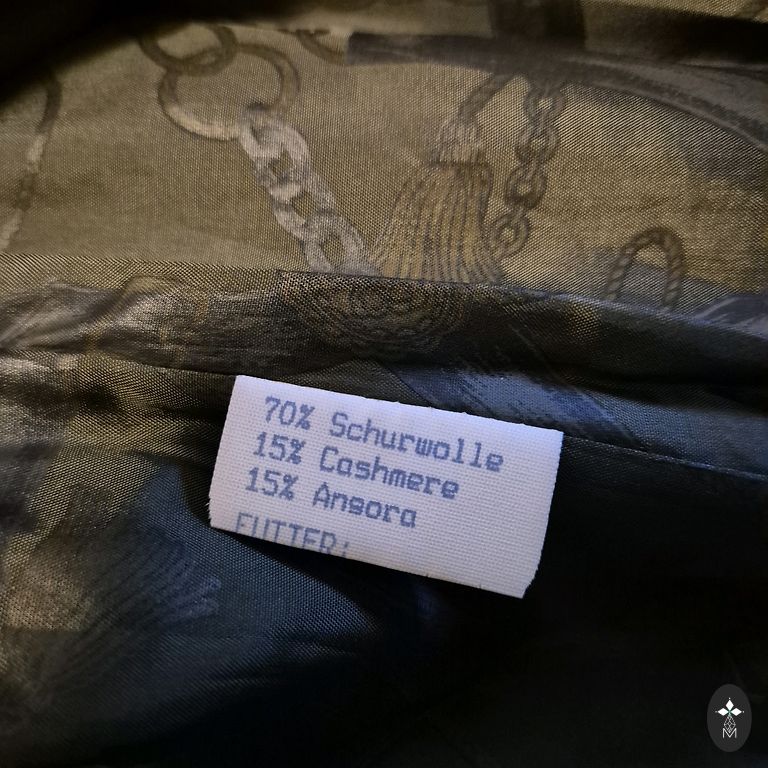 70% Schurwolle
15% Cashmere
15% Angora
FUTTER:
M